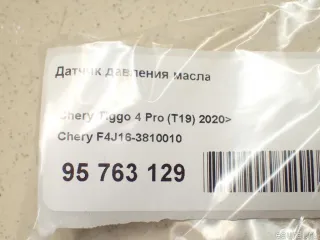 Датчик давления масла
Chery Tiggo 4 Pro (T19) 2020>
Chery F4J16-3810010
95 763 129